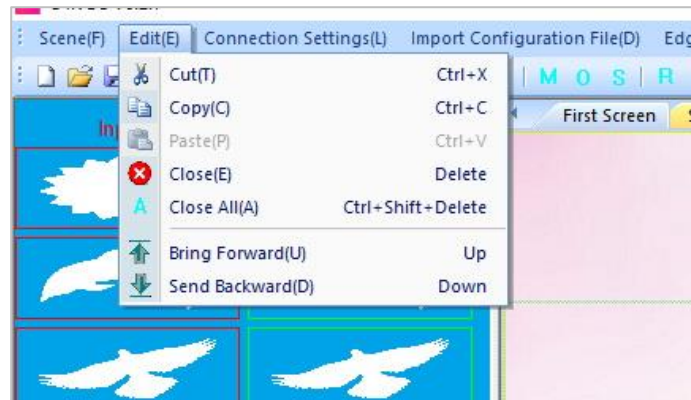 Scene(F) Edit(E) Connection Settings(L) Import Configuration File(D)
M O S R
First Screen
Cut(T) Ctrl+X
Copy(C) Ctrl+C
Paste(P) Ctrl+V
Close(E) Delete
A Close All(A) Ctrl+Shift+Delete
Bring Forward(U) Up
Send Backward(D) Down